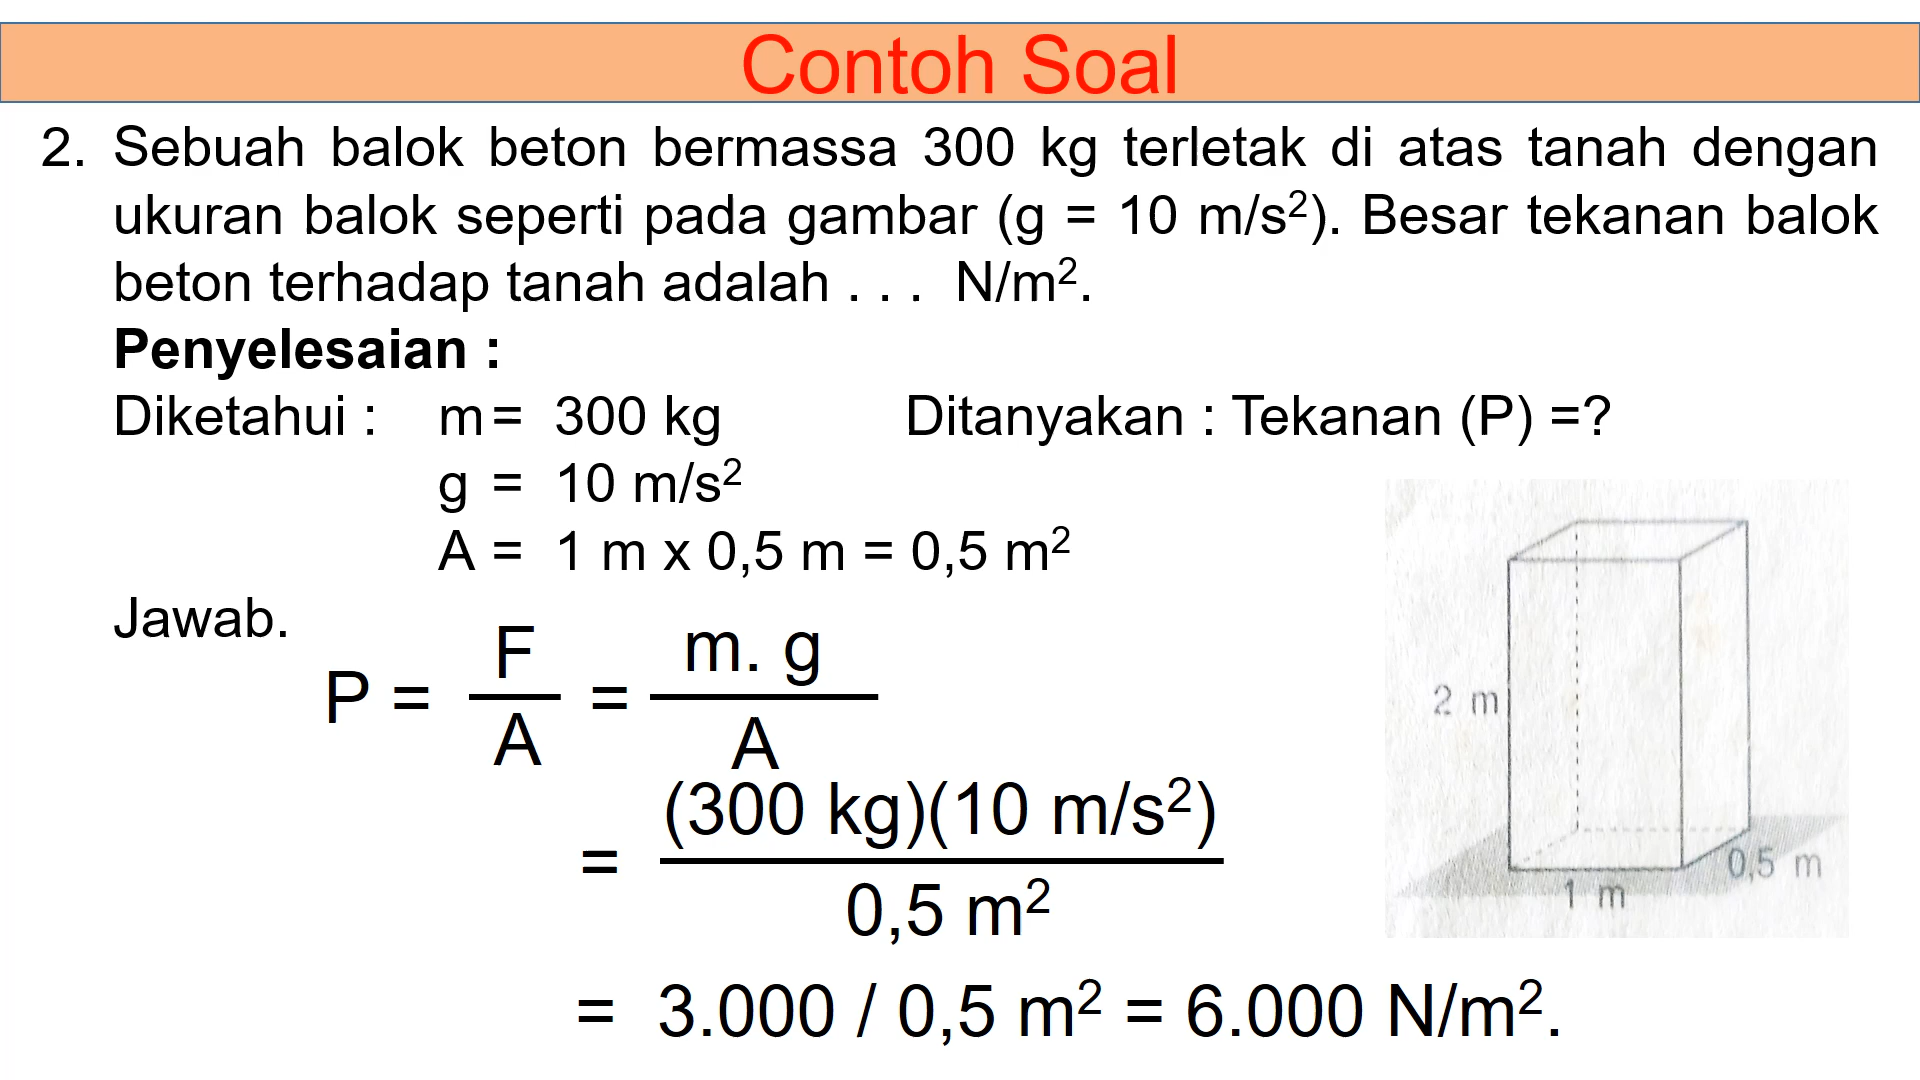 Contoh Soal
2. Sebuah balok beton bermassa 300 kg terletak di atas tanah dengan
ukuran balok seperti pada gambar (g = 10 m/s²). Besar tekanan balok
beton terhadap tanah adalah . . .  N/m².
Penyelesaian :
Diketahui : m = 300 kg Ditanyakan : Tekanan (P) =?
g = 10 m/s²
A = 1 m x 0,5 m = 0,5 m²
Jawab.
P = F/A = m. g/A
= (300 kg)(10 m/s²)/0,5 m²
= 3.000 / 0,5 m² = 6.000 N/m².
2 m
0,5 m
1 m